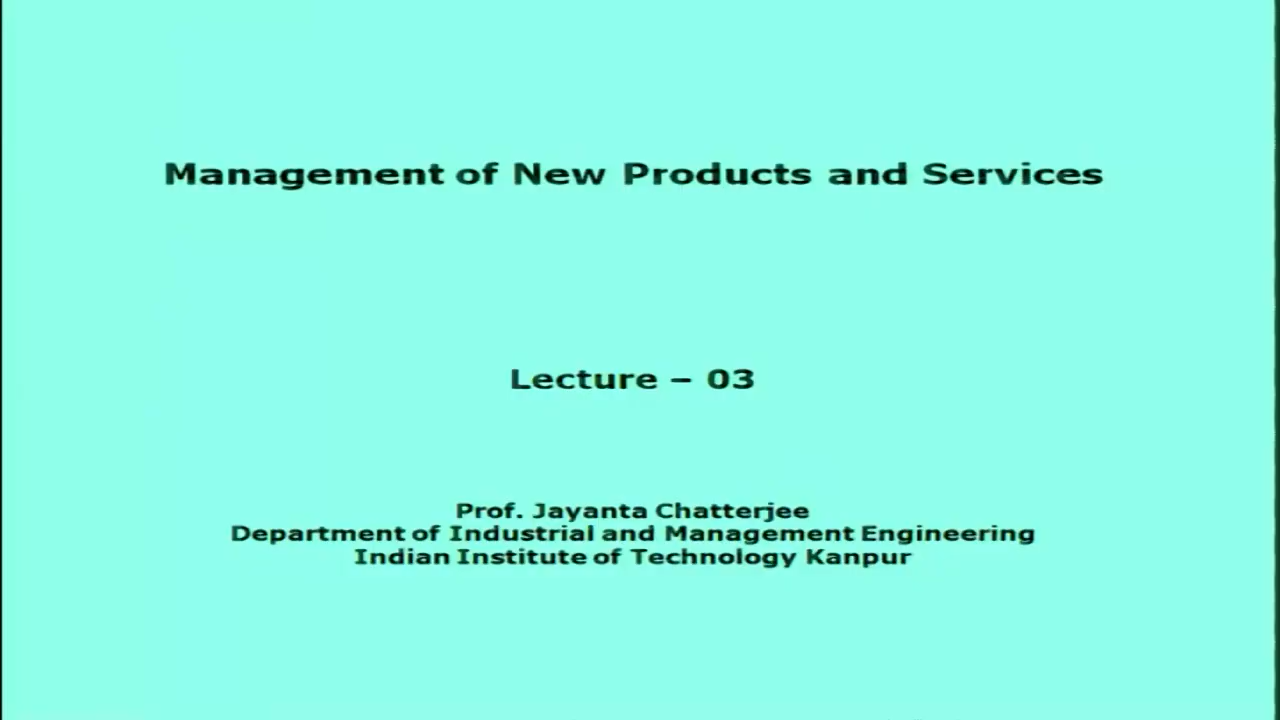 Management of New Products and Services
Lecture – 03
Prof. Jayanta Chatterjee
Department of Industrial and Management Engineering
Indian Institute of Technology Kanpur